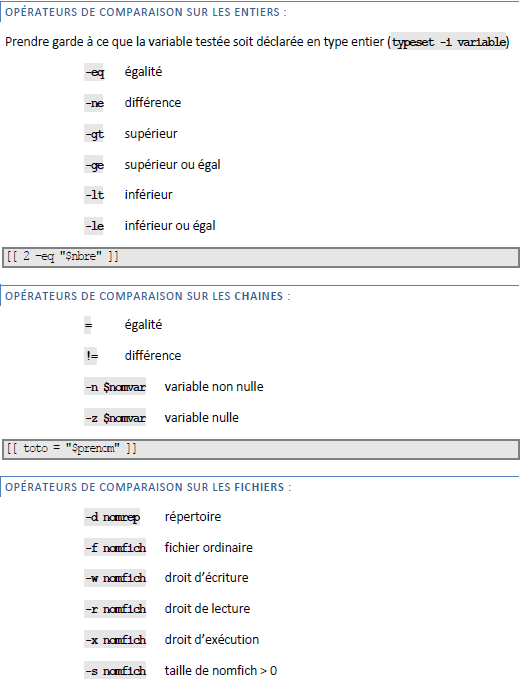 OPÉRATEURS DE COMPARAISON SUR LES ENTIERS :
Prendre garde à ce que la variable testée soit déclarée en type entier (typeset -i variable)
-eq égalité
-ne différence
-gt supérieur
-ge supérieur ou égal
-lt inférieur
-le inférieur ou égal
[[ 2 -eq "$nbre" ]]
OPÉRATEURS DE COMPARAISON SUR LES CHAINES :
= égalité
!= différence
-n $nomvar variable non nulle
-z $nomvar variable nulle
[[ toto = "$prenom" ]]
OPÉRATEURS DE COMPARAISON SUR LES FICHIERS :
-d nomrep répertoire
-f nomfich fichier ordinaire
-w nomfich droit d'écriture
-r nomfich droit de lecture
-x nomfich droit d'exécution
-s nomfich taille de nomfich > 0